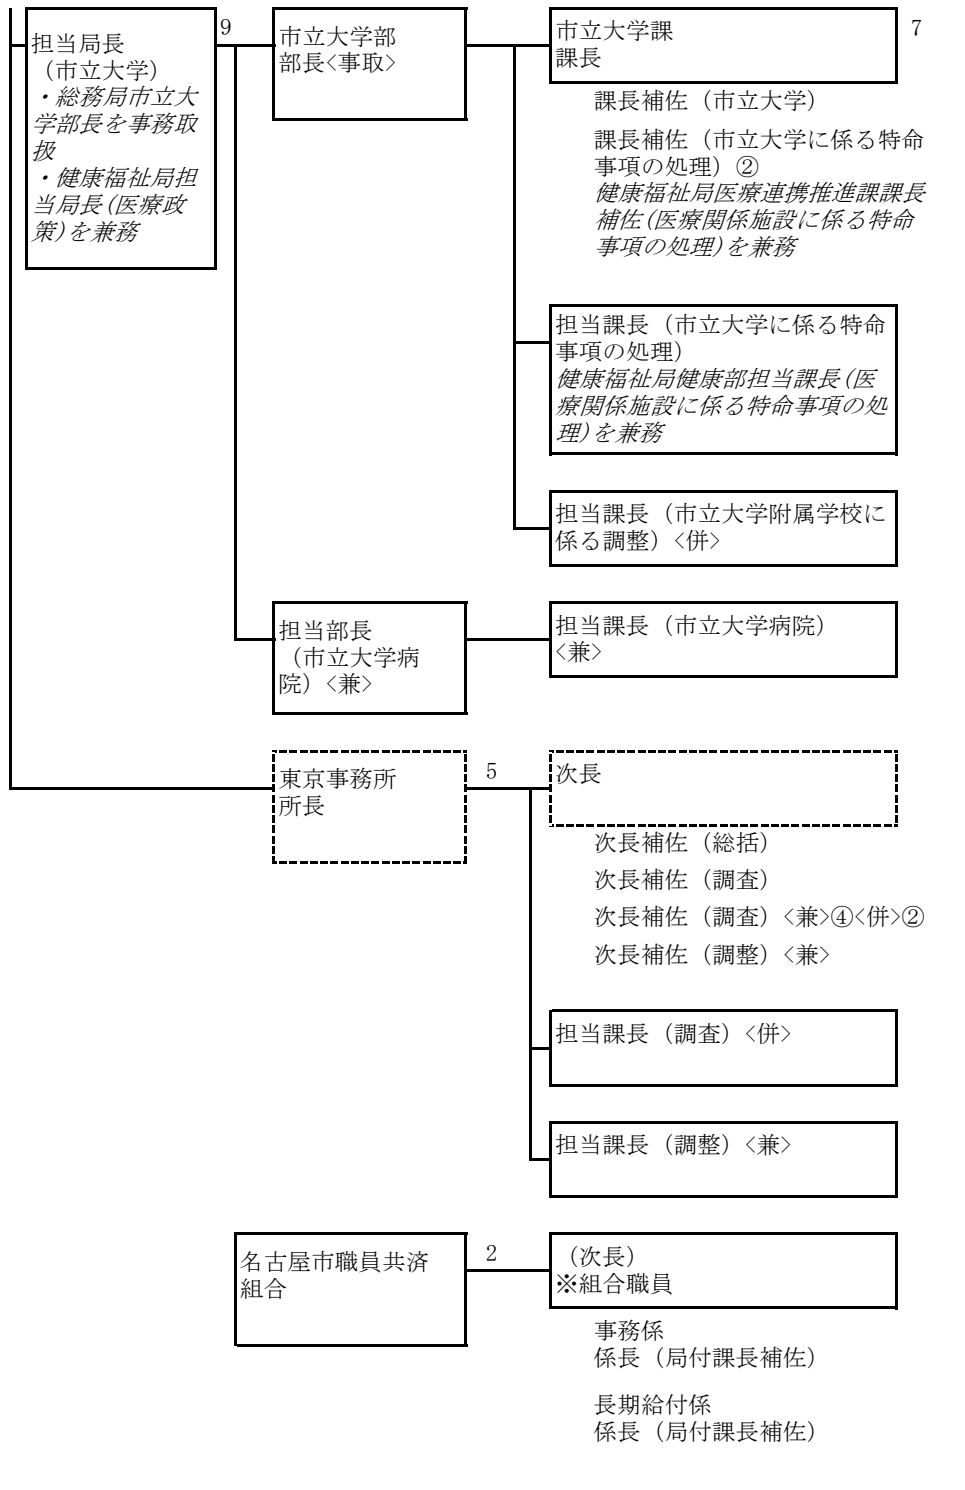 担当局長
（市立大学）
・総務局市立大
学部長を事務取
扱
・健康福祉局担
当局長(医療政
策)を兼務
9
市立大学部
部長<事取>
市立大学課
課長
7
課長補佐（市立大学）
課長補佐（市立大学に係る特命
事項の処理）②
健康福祉局医療連携推進課課長
補佐(医療関係施設に係る特命
事項の処理)を兼務
担当課長（市立大学に係る特命
事項の処理）
健康福祉局健康部担当課長(医
療関係施設に係る特命事項の処
理)を兼務
担当課長（市立大学附属学校に
係る調整）<併>
担当部長
（市立大学病
院）<兼>
担当課長（市立大学病院）
<兼>
東京事務所
所長
5
次長
次長補佐（総括）
次長補佐（調査）
次長補佐（調査）<兼>④<併>②
次長補佐（調整）<兼>
担当課長（調査）<併>
担当課長（調整）<兼>
名古屋市職員共済
組合
2
（次長）
※組合職員
事務係
係長（局付課長補佐）
長期給付係
係長（局付課長補佐）